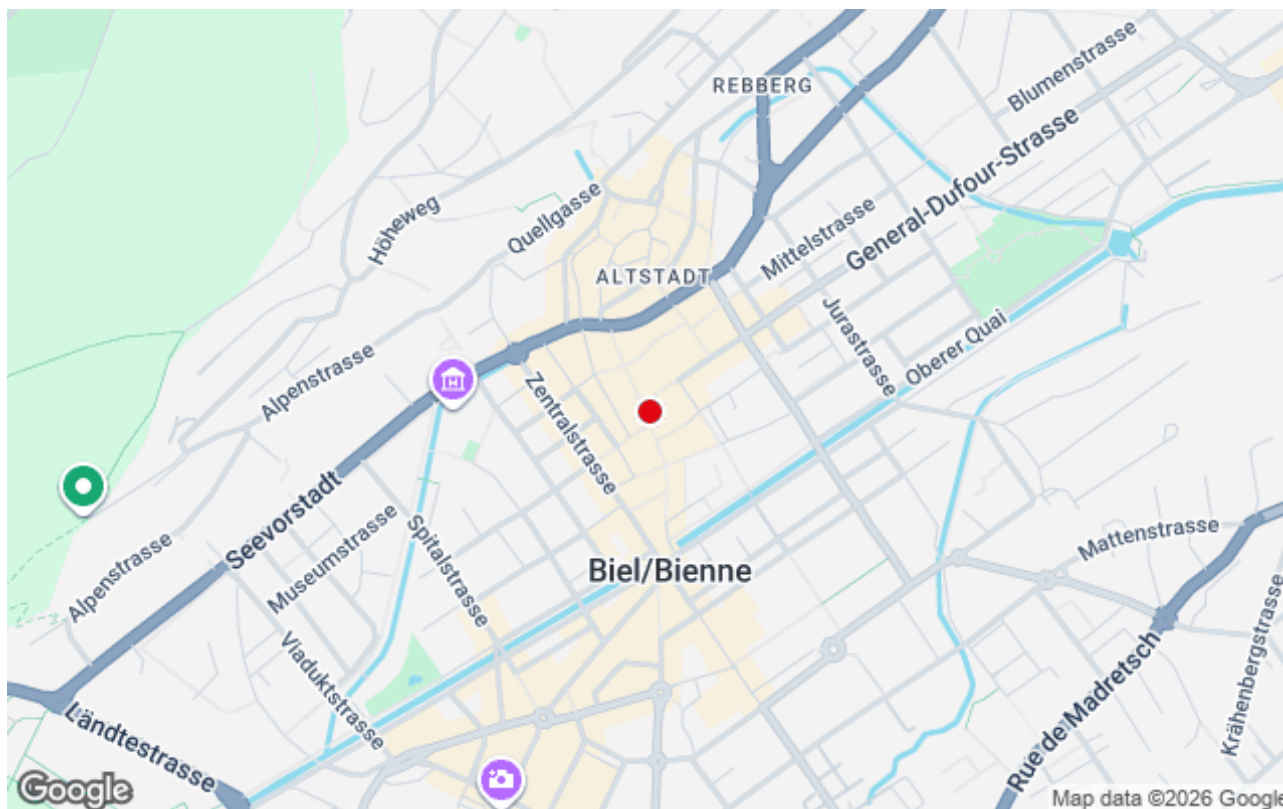 REBBERG
Blumenstrasse
General-Dufour-Strasse
Höheweg
Quellgasse
Mittelstrasse
ALTSTADT
Jurastrasse
Oberer Quai
Alpenstrasse
Zentralstrasse
Seevorstadt
Spitalstrasse
Museumstrasse
Alpenstrasse
Mattenstrasse
Biel/Bienne
Viaduktstrasse
Ländtestrasse
Rue de Madretsch
Krähenbergstrasse
Google
Map data ©2026 Google